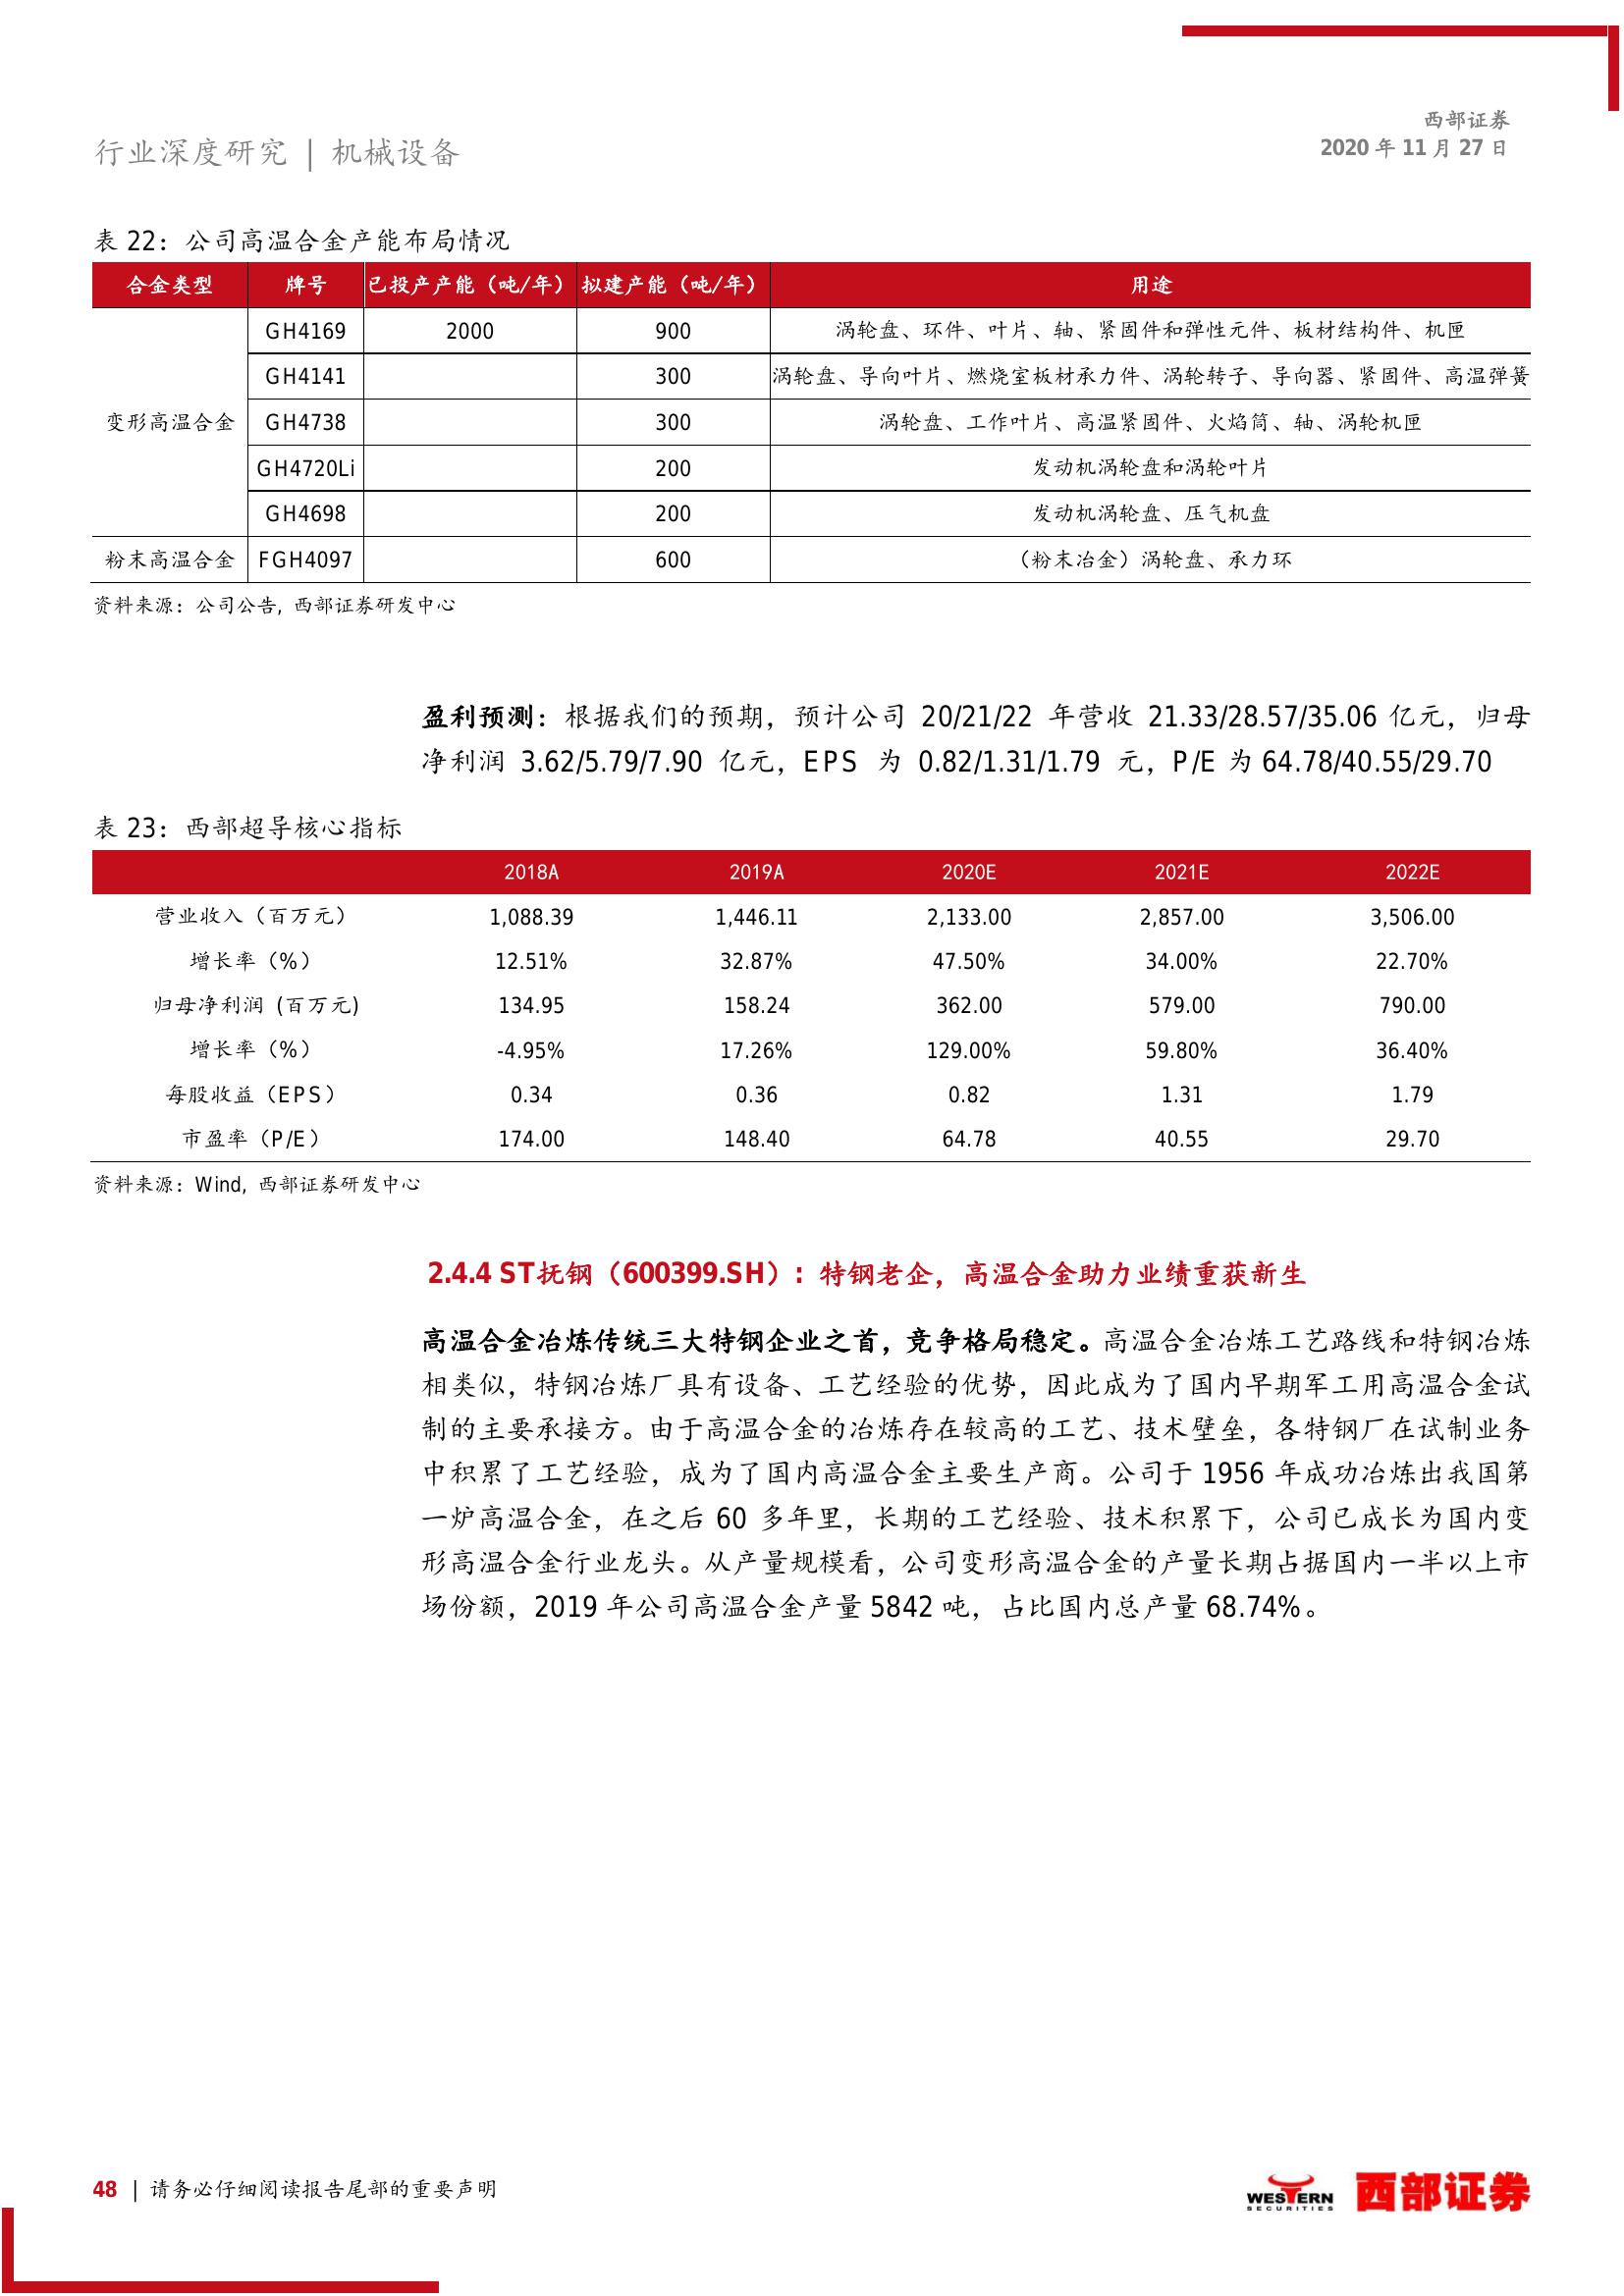 西部证券
行业深度研究 | 机械设备
2020 年 11 月 27 日
表 22：公司高温合金产能布局情况
合金类型 牌号 已投产产能（吨/年） 拟建产能（吨/年） 用途
GH4169 2000 900 涡轮盘、环件、叶片、轴、紧固件和弹性元件、板材结构件、机匣
GH4141 300 涡轮盘、导向叶片、燃烧室板材承力件、涡轮转子、导向器、紧固件、高温弹簧
变形高温合金 GH4738 300 涡轮盘、工作叶片、高温紧固件、火焰筒、轴、涡轮机匣
GH4720Li 200 发动机涡轮盘和涡轮叶片
GH4698 200 发动机涡轮盘、压气机盘
粉末高温合金 FGH4097 600 （粉末冶金）涡轮盘、承力环
资料来源：公司公告，西部证券研发中心
盈利预测：根据我们的预期，预计公司 20/21/22 年营收 21.33/28.57/35.06 亿元，归母
净利润 3.62/5.79/7.90 亿元，EPS 为 0.82/1.31/1.79 元，P/E 为 64.78/40.55/29.70
表 23：西部超导核心指标
2018A 2019A 2020E 2021E 2022E
营业收入（百万元） 1,088.39 1,446.11 2,133.00 2,857.00 3,506.00
增长率（%） 12.51% 32.87% 47.50% 34.00% 22.70%
归母净利润 (百万元) 134.95 158.24 362.00 579.00 790.00
增长率（%） -4.95% 17.26% 129.00% 59.80% 36.40%
每股收益（EPS） 0.34 0.36 0.82 1.31 1.79
市盈率（P/E） 174.00 148.40 64.78 40.55 29.70
资料来源：Wind，西部证券研发中心
2.4.4 ST抚钢（600399.SH）：特钢老企，高温合金助力业绩重获新生
高温合金冶炼传统三大特钢企业之首，竞争格局稳定。高温合金冶炼工艺路线和特钢冶炼
相类似，特钢冶炼厂具有设备、工艺经验的优势，因此成为了国内早期军工用高温合金试
制的主要承接方。由于高温合金的冶炼存在较高的工艺、技术壁垒，各特钢厂在试制业务
中积累了工艺经验，成为了国内高温合金主要生产商。公司于 1956 年成功冶炼出我国第
一炉高温合金，在之后 60 多年里，长期的工艺经验、技术积累下，公司已成长为国内变
形高温合金行业龙头。从产量规模看，公司变形高温合金的产量长期占据国内一半以上市
场份额，2019 年公司高温合金产量 5842 吨，占比国内总产量 68.74%。
48 | 请务必仔细阅读报告尾部的重要声明
WESTERN
SECURITIES
西部证券